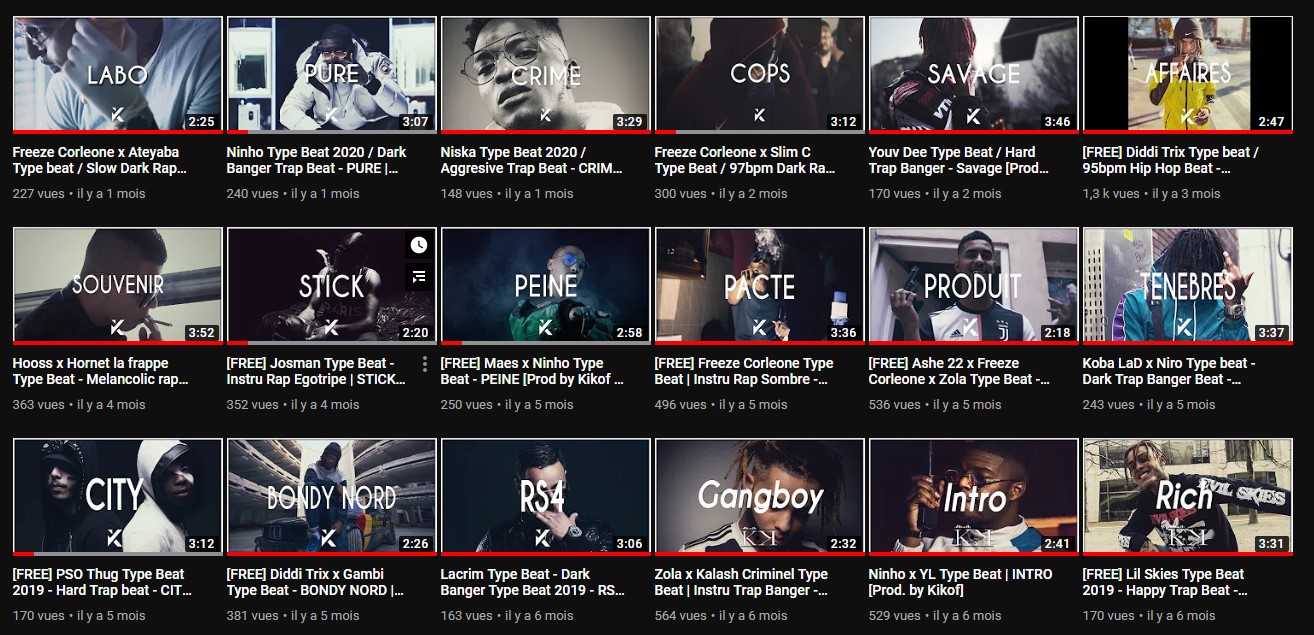 LABO
2:25
PURE
3:07
CRIME
3:29
COPS
3:12
SAVAGE
3:46
AFFAIRE$
2:47
Freeze Corleone x Ateyaba
Type beat / Slow Dark Rap...
227 vues • il y a 1 mois
Ninho Type Beat 2020 / Dark
Banger Trap Beat - PURE |...
240 vues • il y a 1 mois
Niska Type Beat 2020 /
Aggresive Trap Beat - CRIM...
148 vues • il y a 1 mois
Freeze Corleone x Slim C
Type Beat / 97bpm Dark Ra...
300 vues • il y a 2 mois
Youv Dee Type Beat / Hard
Trap Banger - Savage [Prod...
170 vues • il y a 2 mois
[FREE] Diddi Trix Type beat /
95bpm Hip Hop Beat -...
1,3 k vues • il y a 3 mois
SOUVENIR
3:52
STICK
2:20
PEINE
2:58
PACTE
3:36
PRODUIT
2:18
TENEBRES
3:37
Hooss x Hornet la frappe
Type Beat - Melancolic rap...
363 vues • il y a 4 mois
[FREE] Josman Type Beat -
Instru Rap Egotripe | STICK...
352 vues • il y a 4 mois
[FREE] Maes x Ninho Type
Beat - PEINE [Prod by Kikof ...
250 vues • il y a 5 mois
[FREE] Freeze Corleone Type
Beat | Instru Rap Sombre -...
496 vues • il y a 5 mois
[FREE] Ashe 22 x Freeze
Corleone x Zola Type Beat -...
536 vues • il y a 5 mois
Koba LaD x Niro Type beat -
Dark Trap Banger Beat -...
243 vues • il y a 5 mois
CITY
3:12
BONDY NORD
2:26
RS4
3:06
Gangboy
2:32
Intro
2:41
Rich
EVIL SKIES
3:31
[FREE] PSO Thug Type Beat
2019 - Hard Trap beat - CIT...
170 vues • il y a 5 mois
[FREE] Diddi Trix x Gambi
Type Beat - BONDY NORD |...
381 vues • il y a 5 mois
Lacrim Type Beat - Dark
Banger Type Beat 2019 - RS...
163 vues • il y a 6 mois
Zola x Kalash Criminel Type
Beat | Instru Trap Banger -...
564 vues • il y a 6 mois
Ninho x YL Type Beat | INTRO
[Prod. by Kikof]
529 vues • il y a 6 mois
[FREE] Lil Skies Type Beat
2019 - Happy Trap Beat -...
170 vues • il y a 6 mois